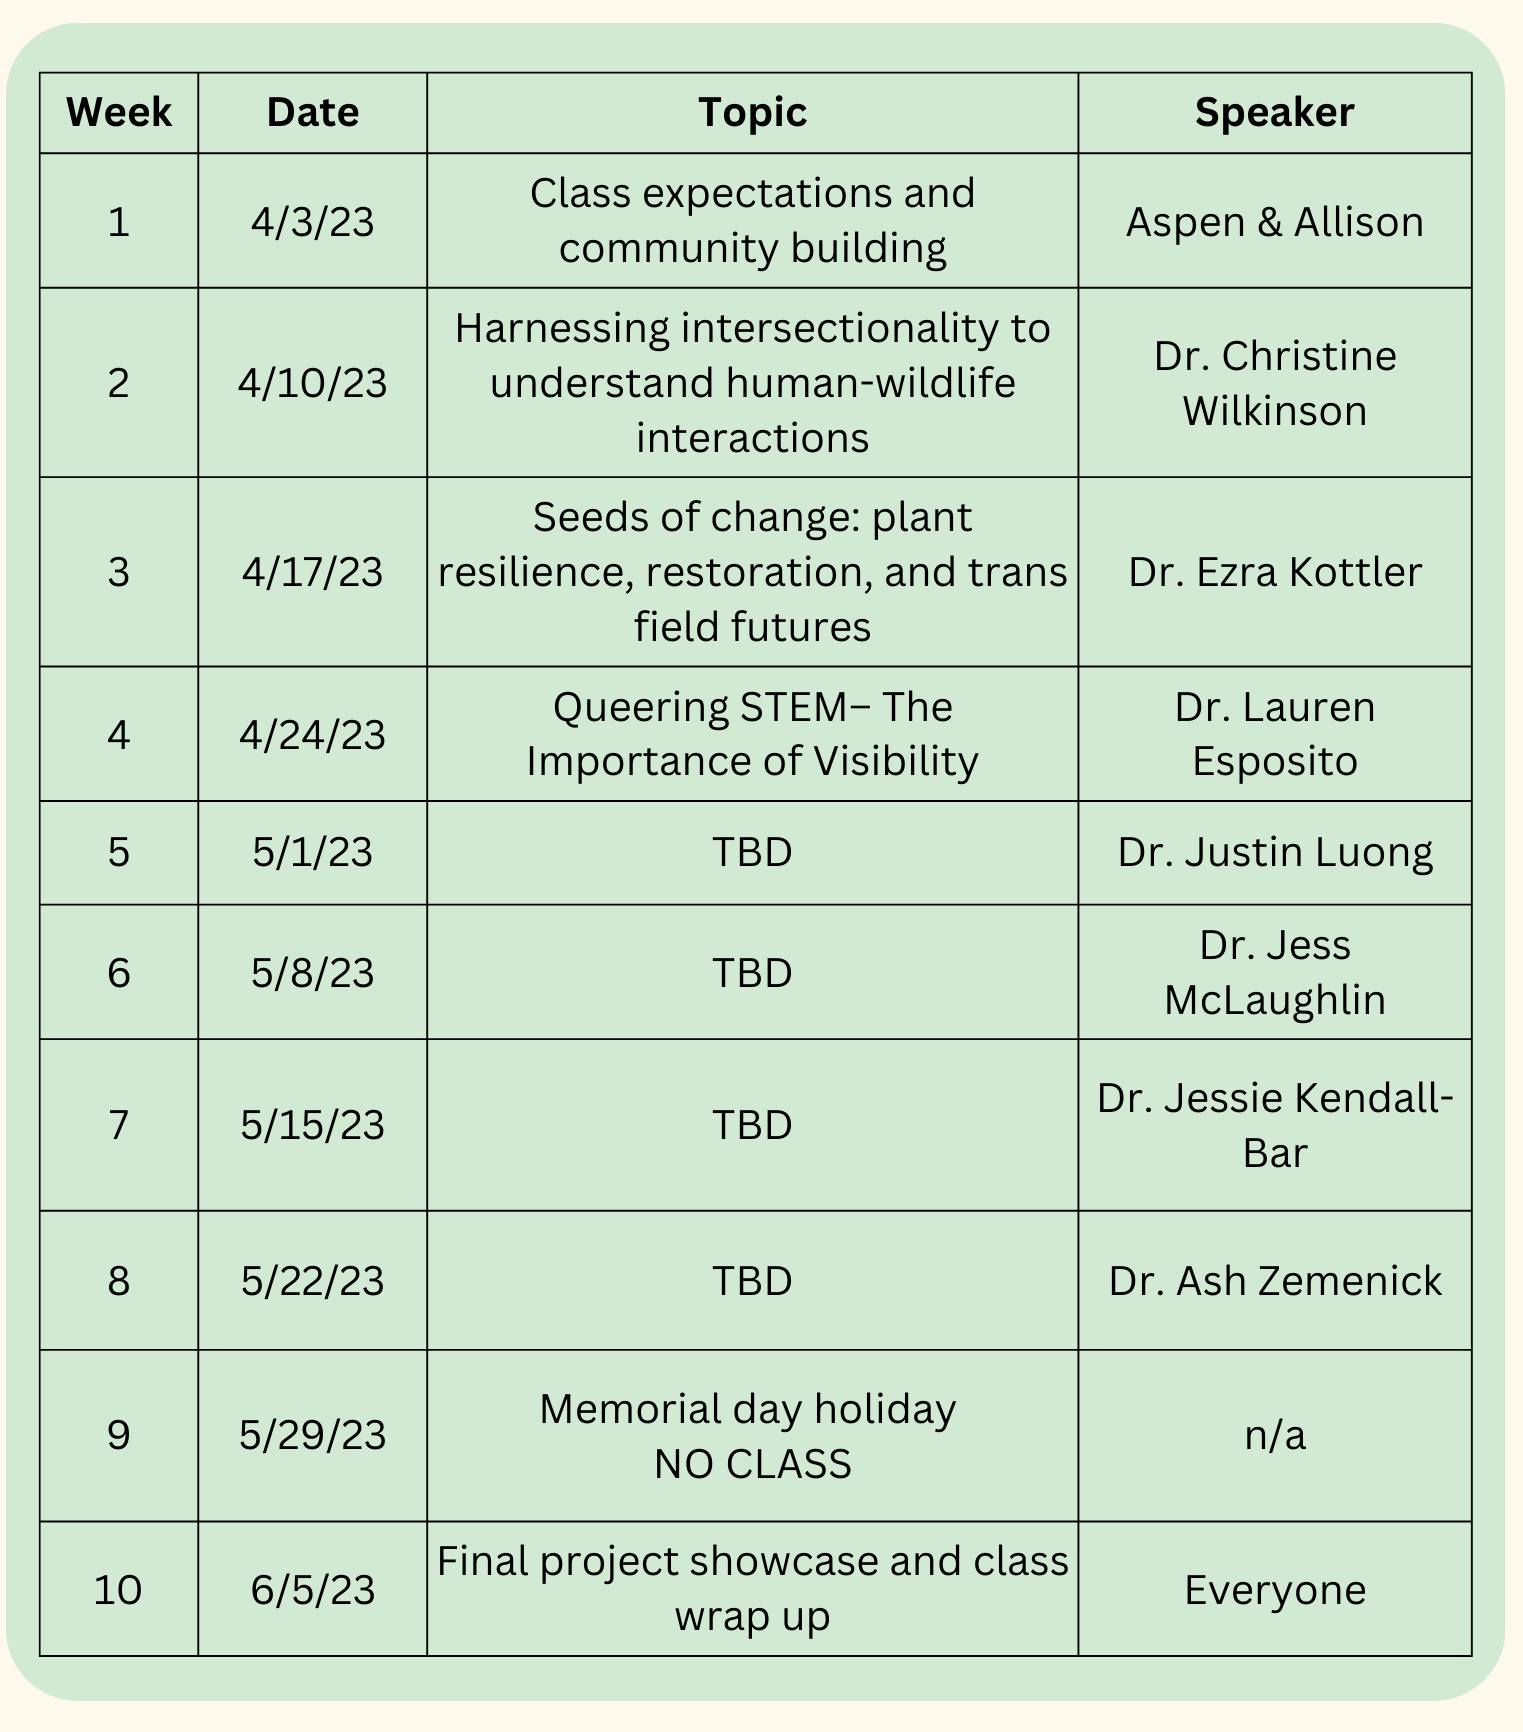 Week Date Topic Speaker
1 4/3/23 Class expectations and
community building Aspen & Allison
2 4/10/23 Harnessing intersectionality to
understand human-wildlife
interactions Dr. Christine
Wilkinson
3 4/17/23 Seeds of change: plant
resilience, restoration, and trans
field futures Dr. Ezra Kottler
4 4/24/23 Queering STEM– The
Importance of Visibility Dr. Lauren
Esposito
5 5/1/23 TBD Dr. Justin Luong
6 5/8/23 TBD Dr. Jess
McLaughlin
7 5/15/23 TBD Dr. Jessie Kendall-
Bar
8 5/22/23 TBD Dr. Ash Zemenick
9 5/29/23 Memorial day holiday
NO CLASS n/a
10 6/5/23 Final project showcase and class
wrap up Everyone